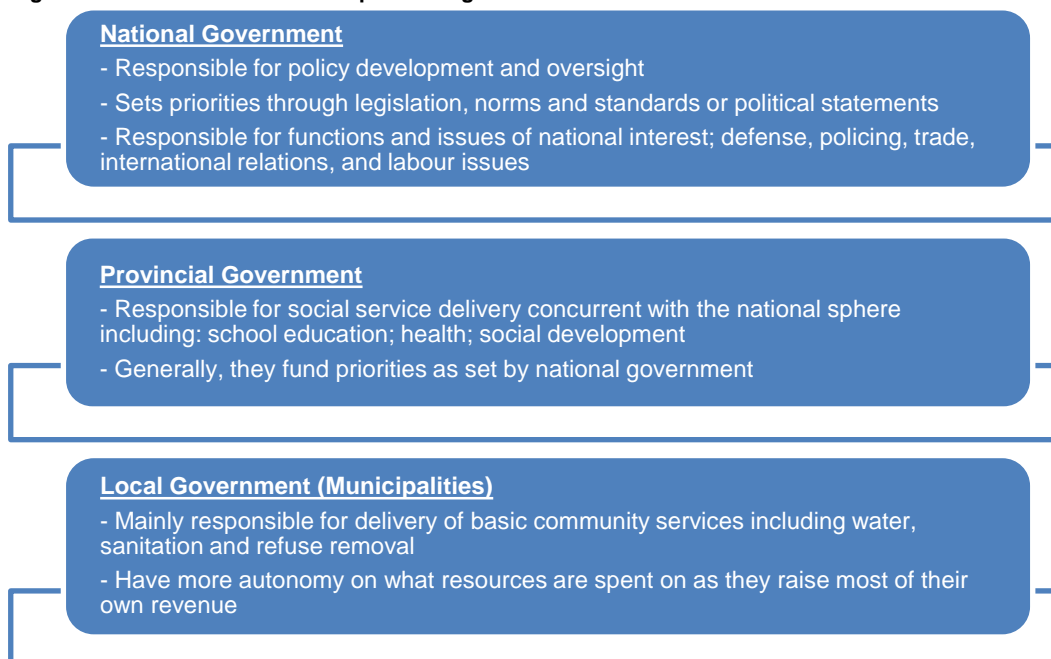 National Government
- Responsible for policy development and oversight
- Sets priorities through legislation, norms and standards or political statements
- Responsible for functions and issues of national interest; defense, policing, trade,
international relations, and labour issues
Provincial Government
- Responsible for social service delivery concurrent with the national sphere
including: school education; health; social development
- Generally, they fund priorities as set by national government
Local Government (Municipalities)
- Mainly responsible for delivery of basic community services including water,
sanitation and refuse removal
- Have more autonomy on what resources are spent on as they raise most of their
own revenue